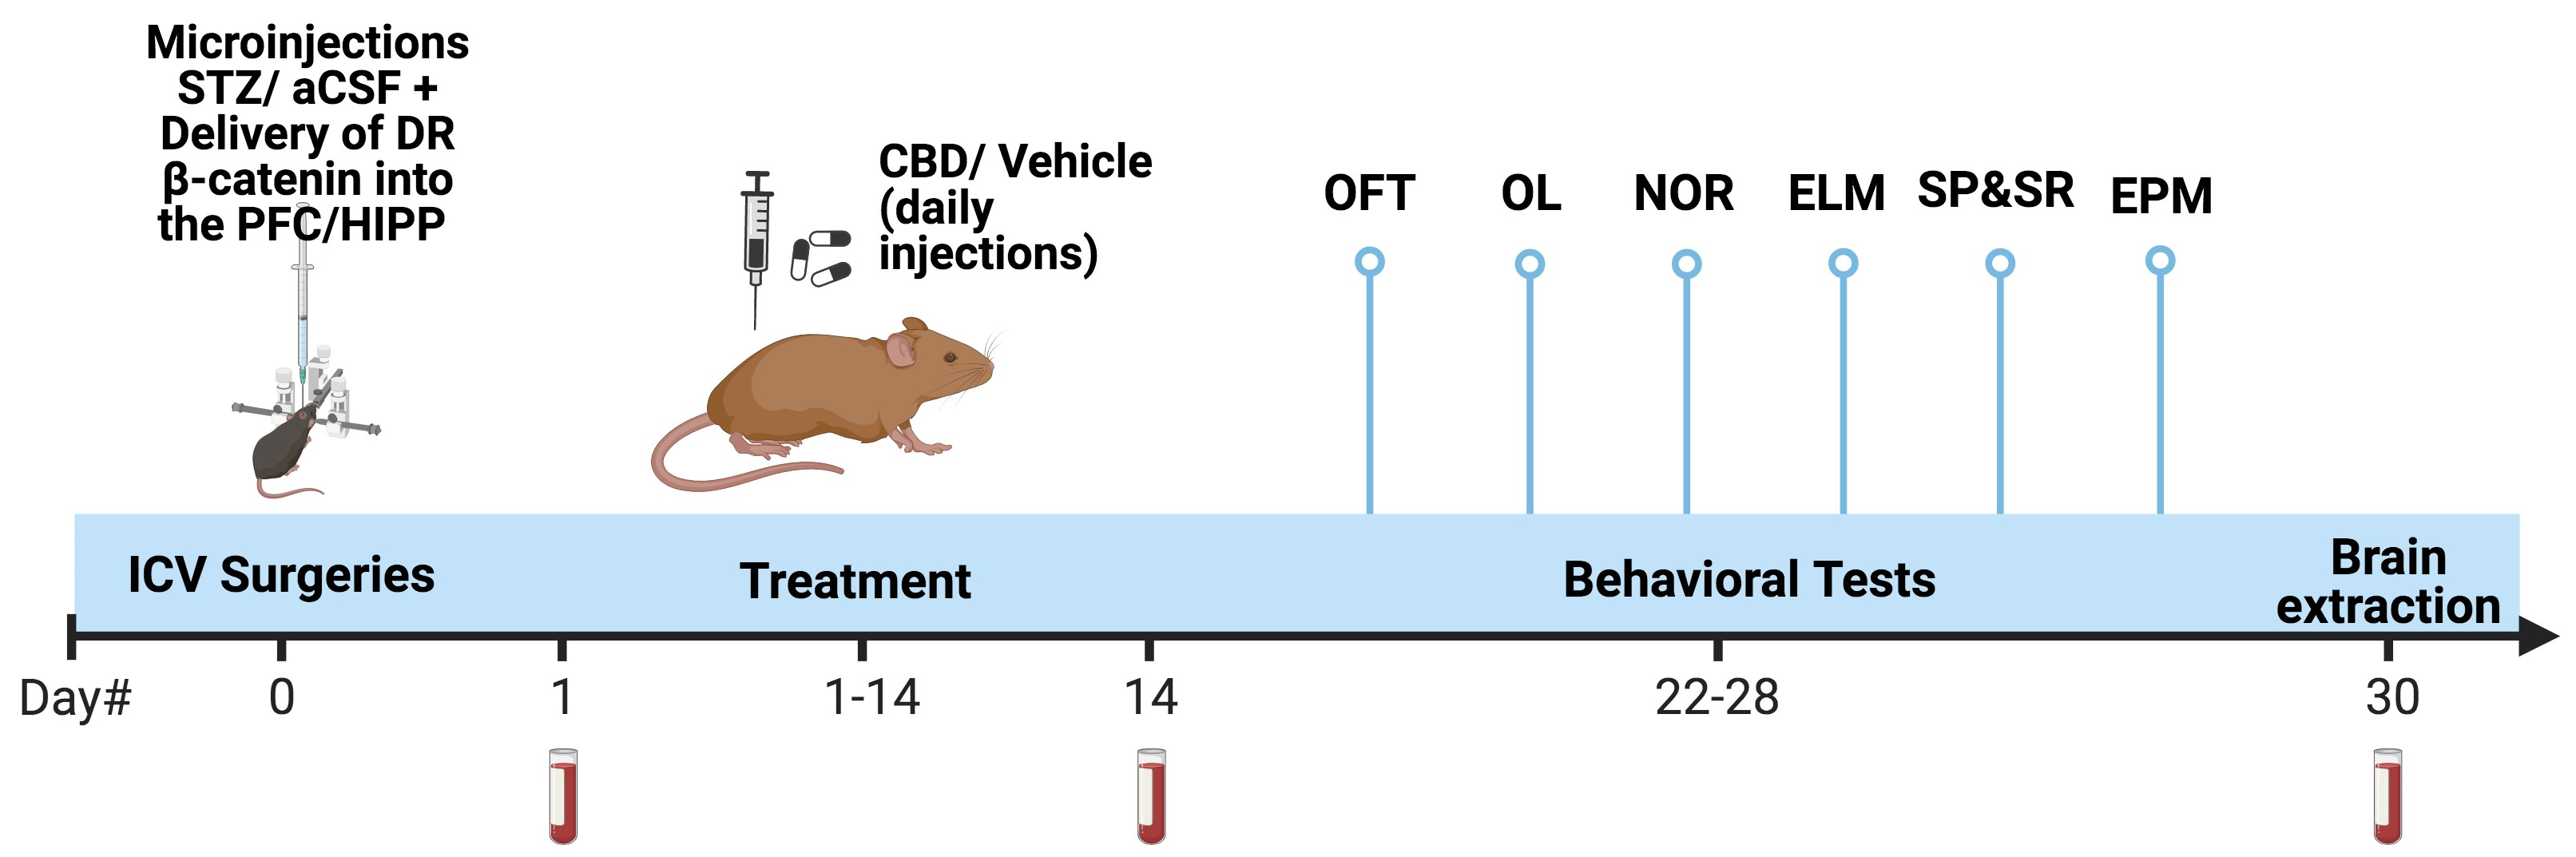 Microinjections
STZ/ aCSF +
Delivery of DR
β-catenin into
the PFC/HIPP
CBD/ Vehicle
(daily
injections)
OFT
OL
NOR
ELM
SP&SR
EPM
ICV Surgeries
Treatment
Behavioral Tests
Brain
extraction
Day#
0
1
1-14
14
22-28
30